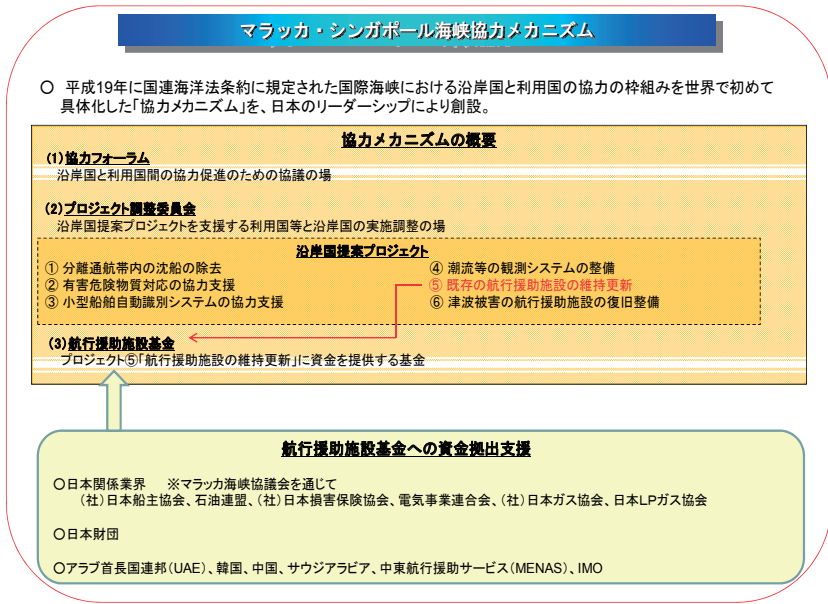 マラッカ・シンガポール海峡協力メカニズム
○ 平成19年に国連海洋法条約に規定された国際海峡における沿岸国と利用国の協力の枠組みを世界で初めて
具体化した「協力メカニズム」を、日本のリーダーシップにより創設。
協力メカニズムの概要
(1)協力フォーラム
沿岸国と利用国間の協力促進のための協議の場
(2)プロジェクト調整委員会
沿岸国提案プロジェクトを支援する利用国等と沿岸国の実施調整の場
沿岸国提案プロジェクト
① 分離通航帯内の沈船の除去
② 有害危険物質対応の協力支援
③ 小型船舶自動識別システムの協力支援
④ 潮流等の観測システムの整備
⑤ 既存の航行援助施設の維持更新
⑥ 津波被害の航行援助施設の復旧整備
(3)航行援助施設基金
プロジェクト⑤「航行援助施設の維持更新」に資金を提供する基金
航行援助施設基金への資金拠出支援
○日本関係業界 ※マラッカ海峡協議会を通じて
(社)日本船主協会、石油連盟、(社)日本損害保険協会、電気事業連合会、(社)日本ガス協会、日本LPガス協会
○日本財団
○アラブ首長国連邦(UAE)、韓国、中国、サウジアラビア、中東航行援助サービス(MENAS)、IMO